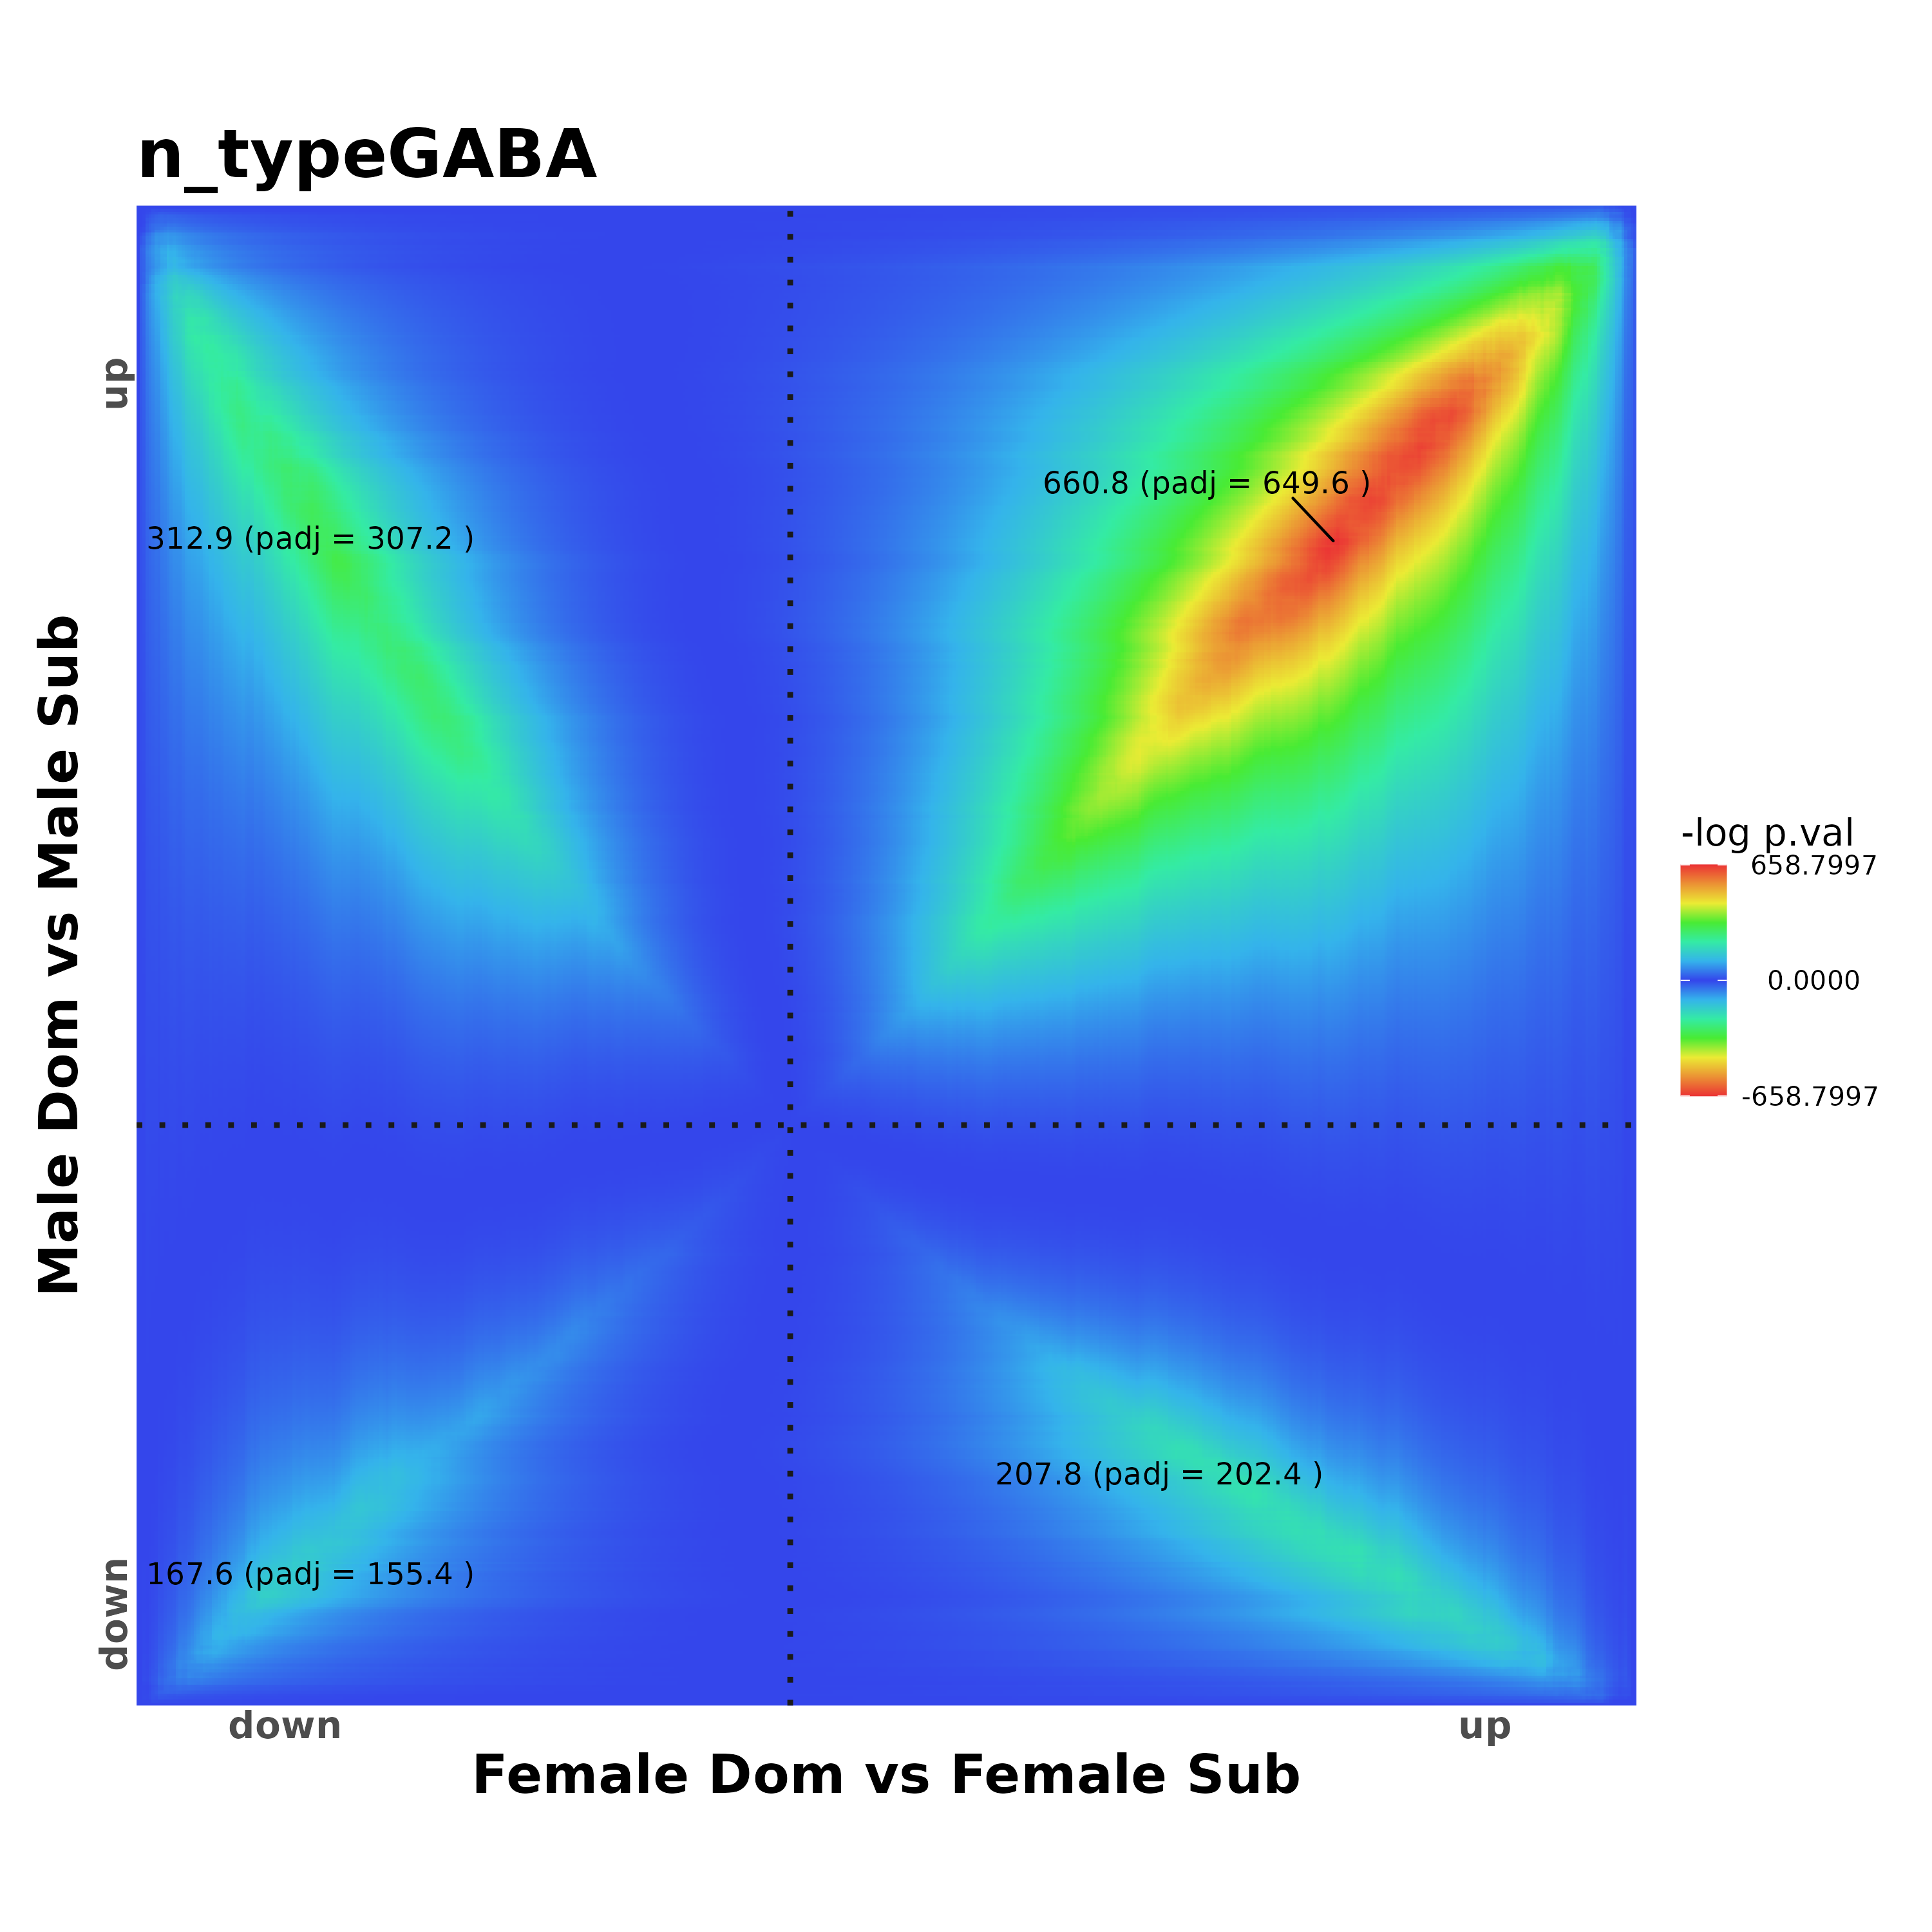 n_typeGABA
up
660.8 (padj = 649.6 )
312.9 (padj = 307.2 )
Male Dom vs Male Sub
-log p.val
658.7997
0.0000
-658.7997
207.8 (padj = 202.4 )
167.6 (padj = 155.4 )
down
down
up
Female Dom vs Female Sub